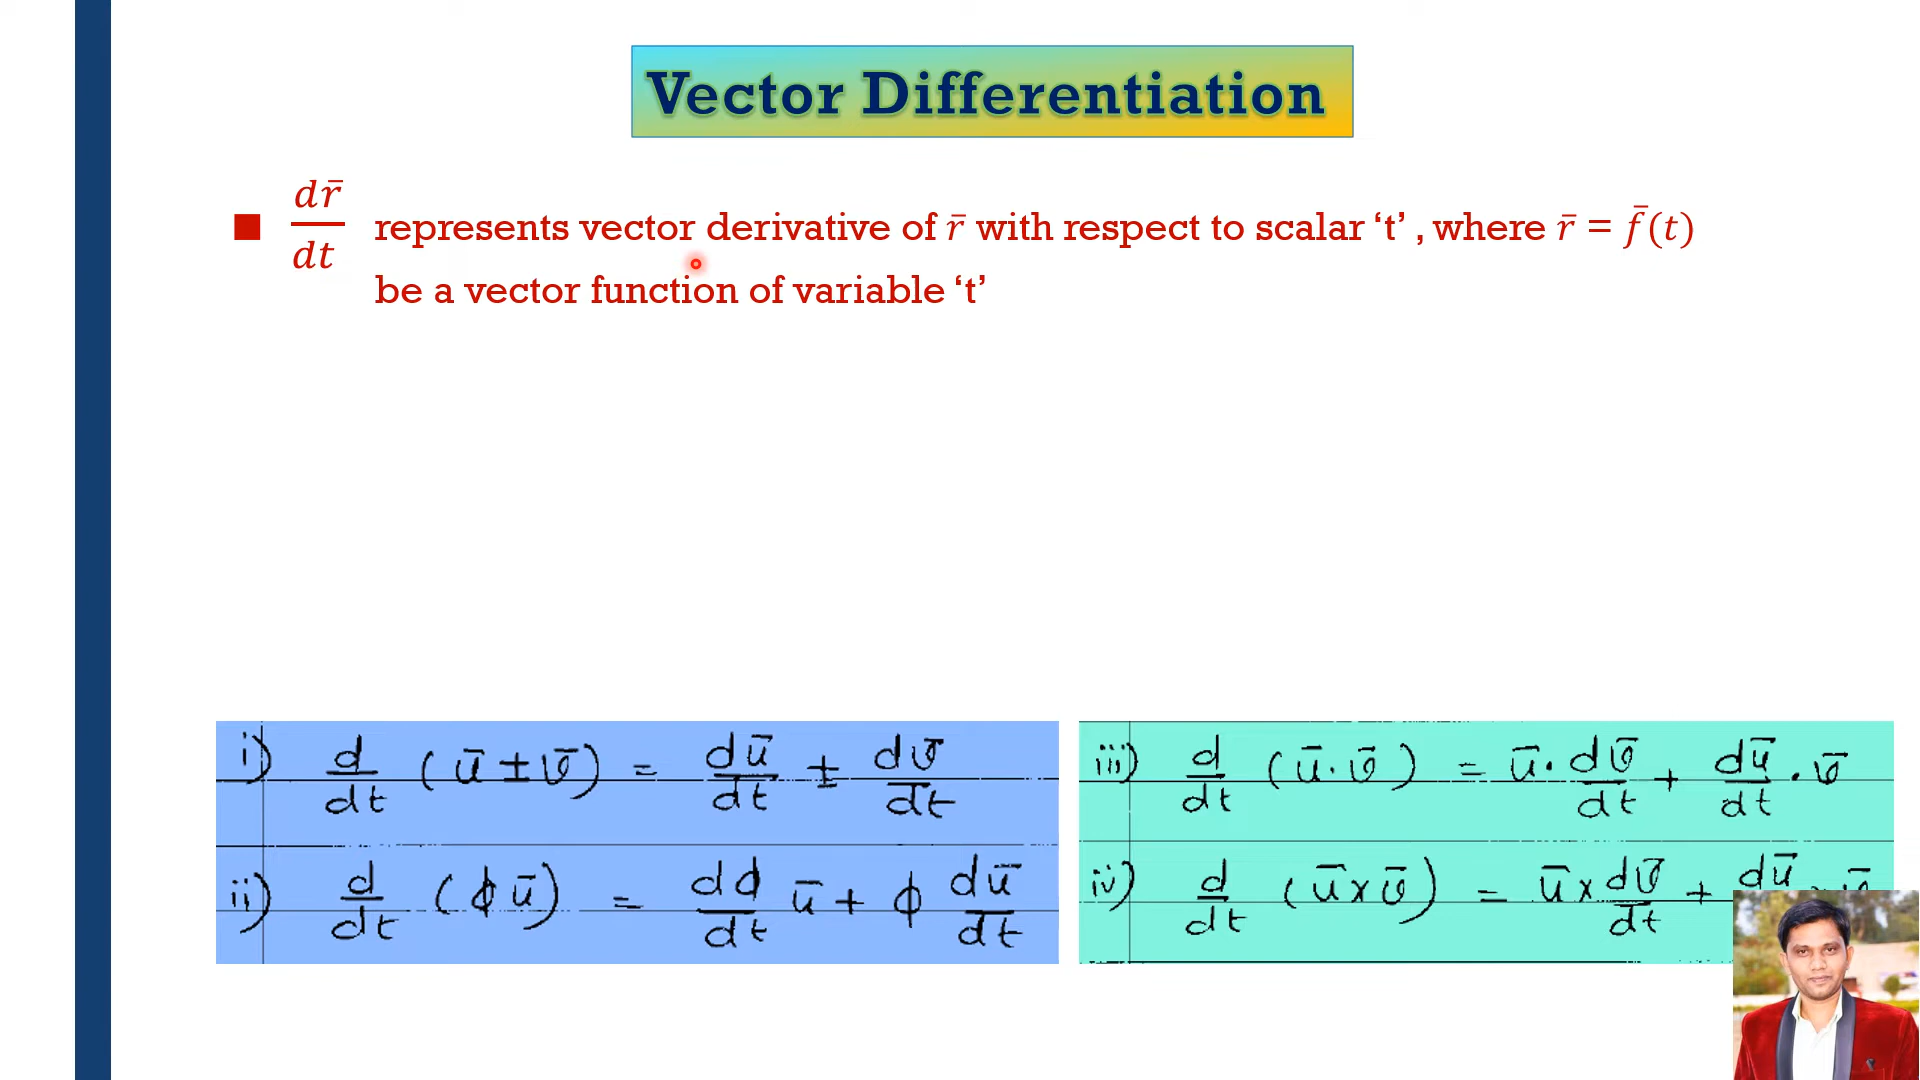 Vector Differentiation
■ dr̄/dt represents vector derivative of r̄ with respect to scalar ‘t’ , where r̄ = f̄(t)
be a vector function of variable ‘t’
i) d/dt (ū ± v̄) = dū/dt ± dv̄/dt
ii) d/dt (ϕ ū) = dϕ/dt ū + ϕ dū/dt
iii) d/dt (ū · v̄) = ū · dv̄/dt + dū/dt · v̄
iv) d/dt (ū × v̄) = ū × dv̄/dt + dū